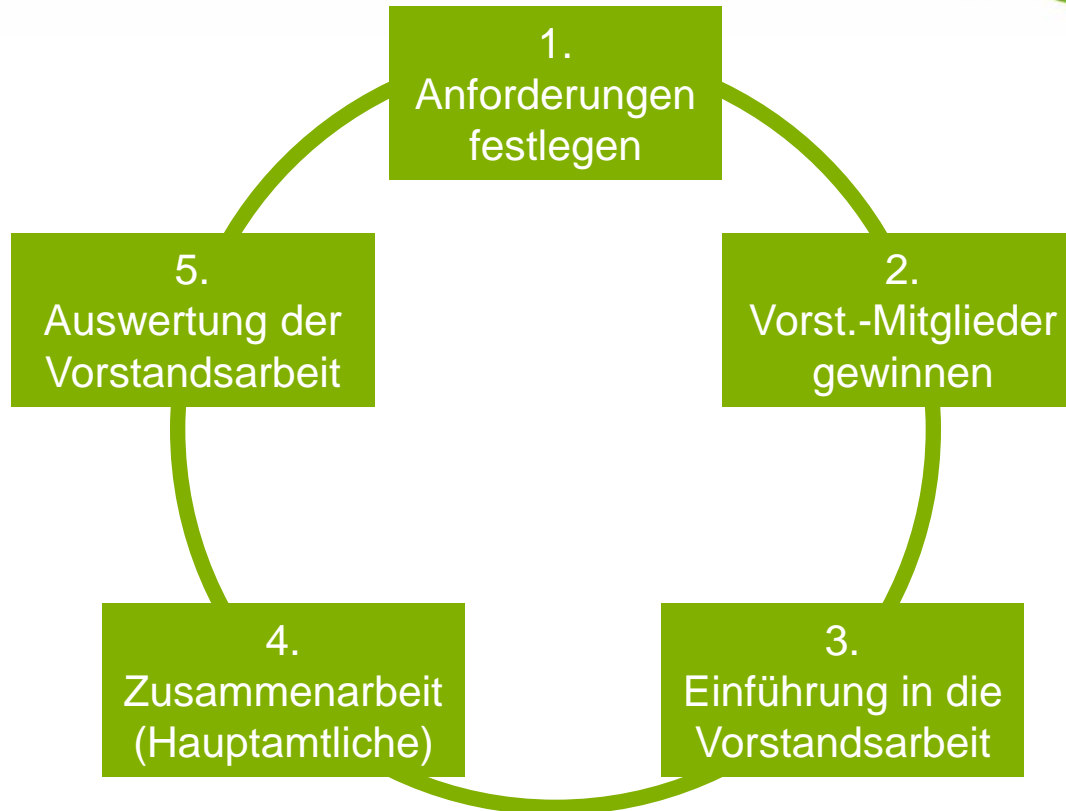 1.
Anforderungen
festlegen
2.
Vorst.-Mitglieder
gewinnen
3.
Einführung in die
Vorstandsarbeit
4.
Zusammenarbeit
(Hauptamtliche)
5.
Auswertung der
Vorstandsarbeit